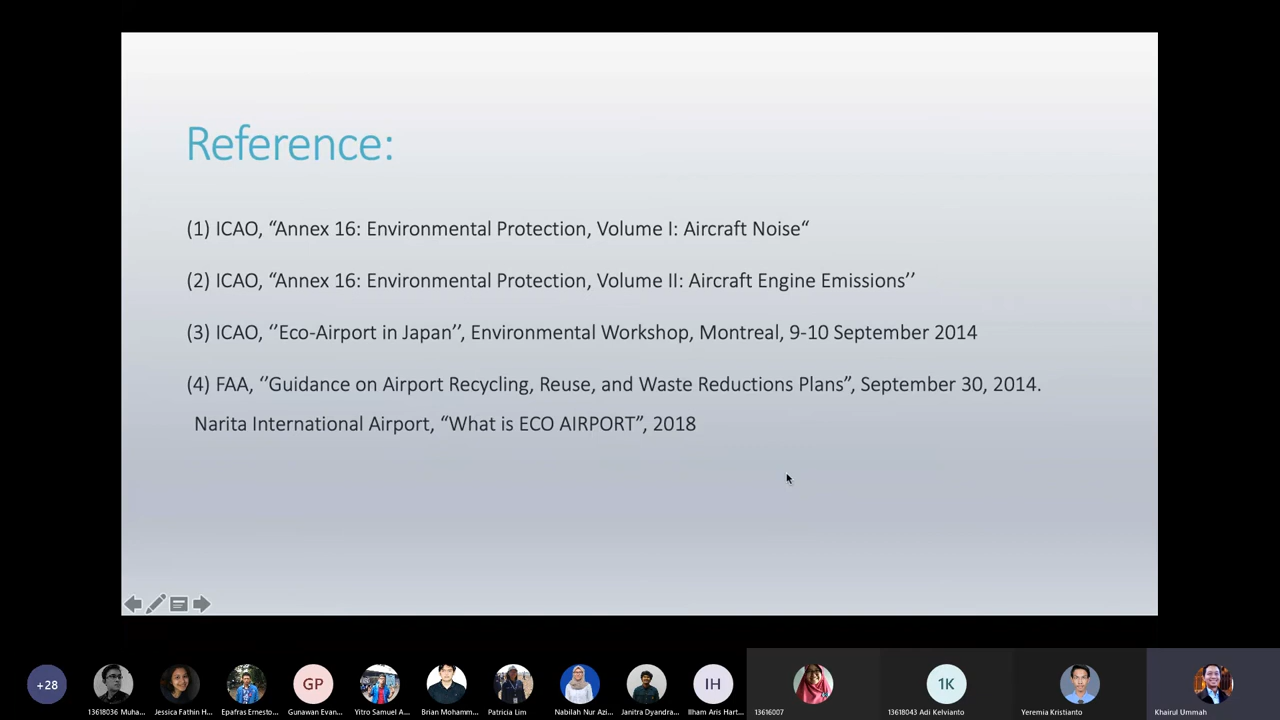 Reference:
(1) ICAO, “Annex 16: Environmental Protection, Volume I: Aircraft Noise“
(2) ICAO, “Annex 16: Environmental Protection, Volume II: Aircraft Engine Emissions’’
(3) ICAO, ‘’Eco-Airport in Japan’’, Environmental Workshop, Montreal, 9-10 September 2014
(4) FAA, ‘’Guidance on Airport Recycling, Reuse, and Waste Reductions Plans”, September 30, 2014.
Narita International Airport, “What is ECO AIRPORT”, 2018
+28
GP
IH
1K
13618036 Muha...
Jessica Fathin H...
Epafras Ernesto...
Gunawan Evan...
Yitro Samuel A...
Brian Mohamm...
Patricia Lim
Nabilah Nur Azi...
Janitra Dyandra...
Ilham Aris Hart...
13616007
13618043 Adi Kelvianto
Yeremia Kristianto
Khairul Ummah